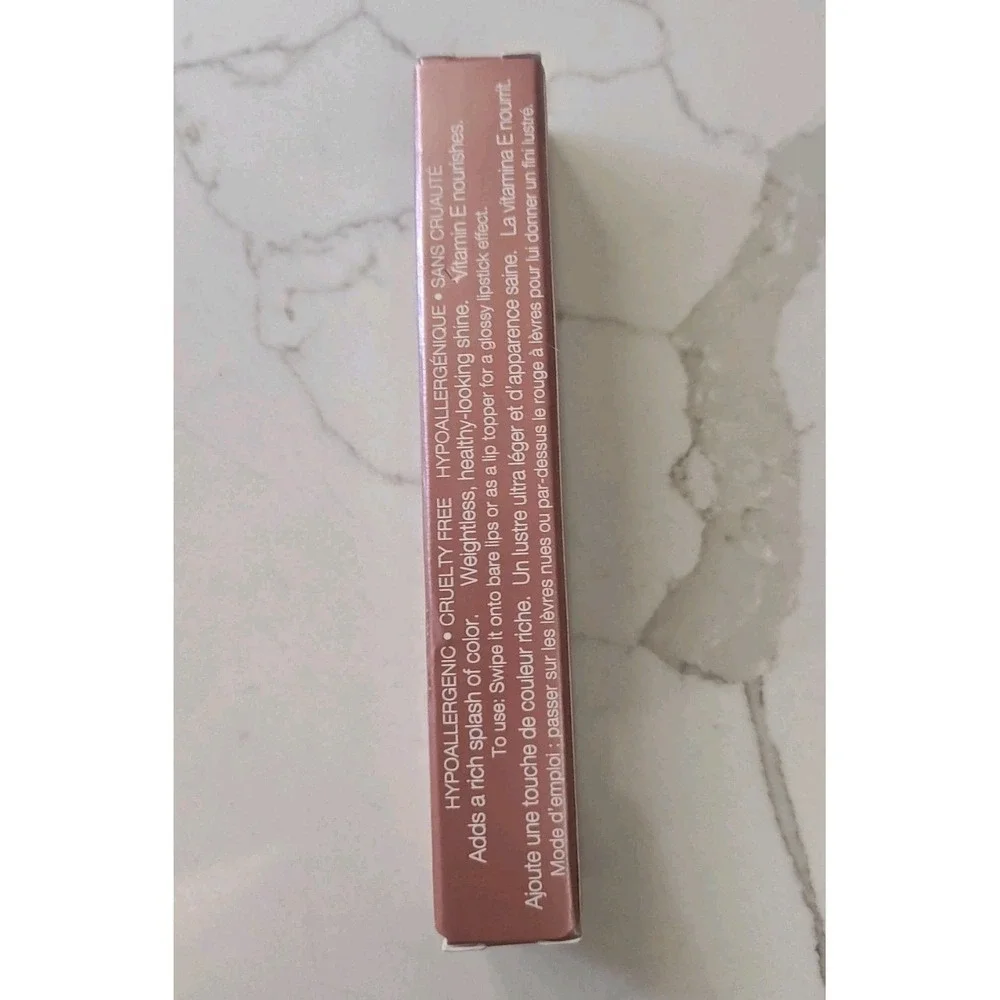 HYPOALLERGENIC • CRUELTY FREE HYPOALLERGÉNIQUE • SANS CRUAUTÉ
Adds a rich splash of color. Weightless, healthy-looking shine. Vitamin E nourishes.
To use: Swipe it onto bare lips or as a lip topper for a glossy lipstick effect.
Ajoute une touche de couleur riche. Un lustre ultra léger et d'apparence saine. La vitamina E nourrit.
Mode d'emploi : passer sur les lèvres nues ou par-dessus le rouge à lèvres pour lui donner un fini lustré.